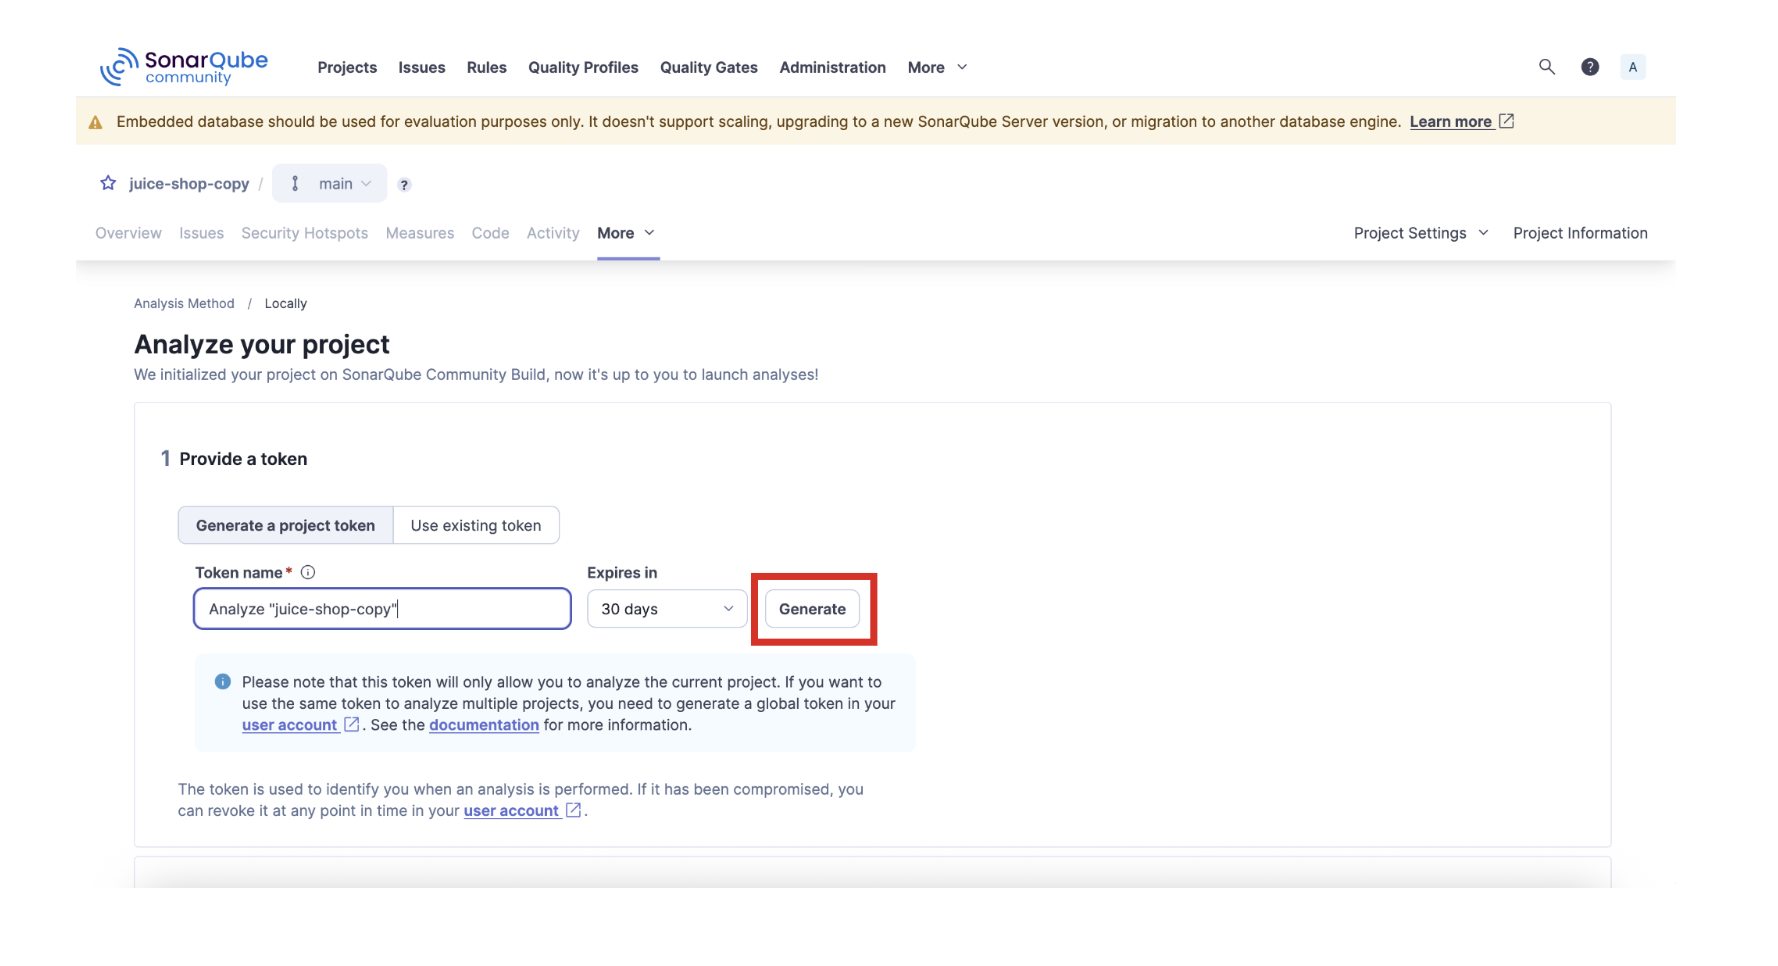 SonarQube community Projects Issues Rules Quality Profiles Quality Gates Administration More ? A
Embedded database should be used for evaluation purposes only. It doesn't support scaling, upgrading to a new SonarQube Server version, or migration to another database engine. Learn more
juice-shop-copy / main ?
Overview Issues Security Hotspots Measures Code Activity More Project Settings Project Information
Analysis Method / Locally
Analyze your project
We initialized your project on SonarQube Community Build, now it's up to you to launch analyses!
1 Provide a token
Generate a project token Use existing token
Token name* Expires in
Analyze "juice-shop-copy" 30 days Generate
Please note that this token will only allow you to analyze the current project. If you want to
use the same token to analyze multiple projects, you need to generate a global token in your
user account . See the documentation for more information.
The token is used to identify you when an analysis is performed. If it has been compromised, you
can revoke it at any point in time in your user account .